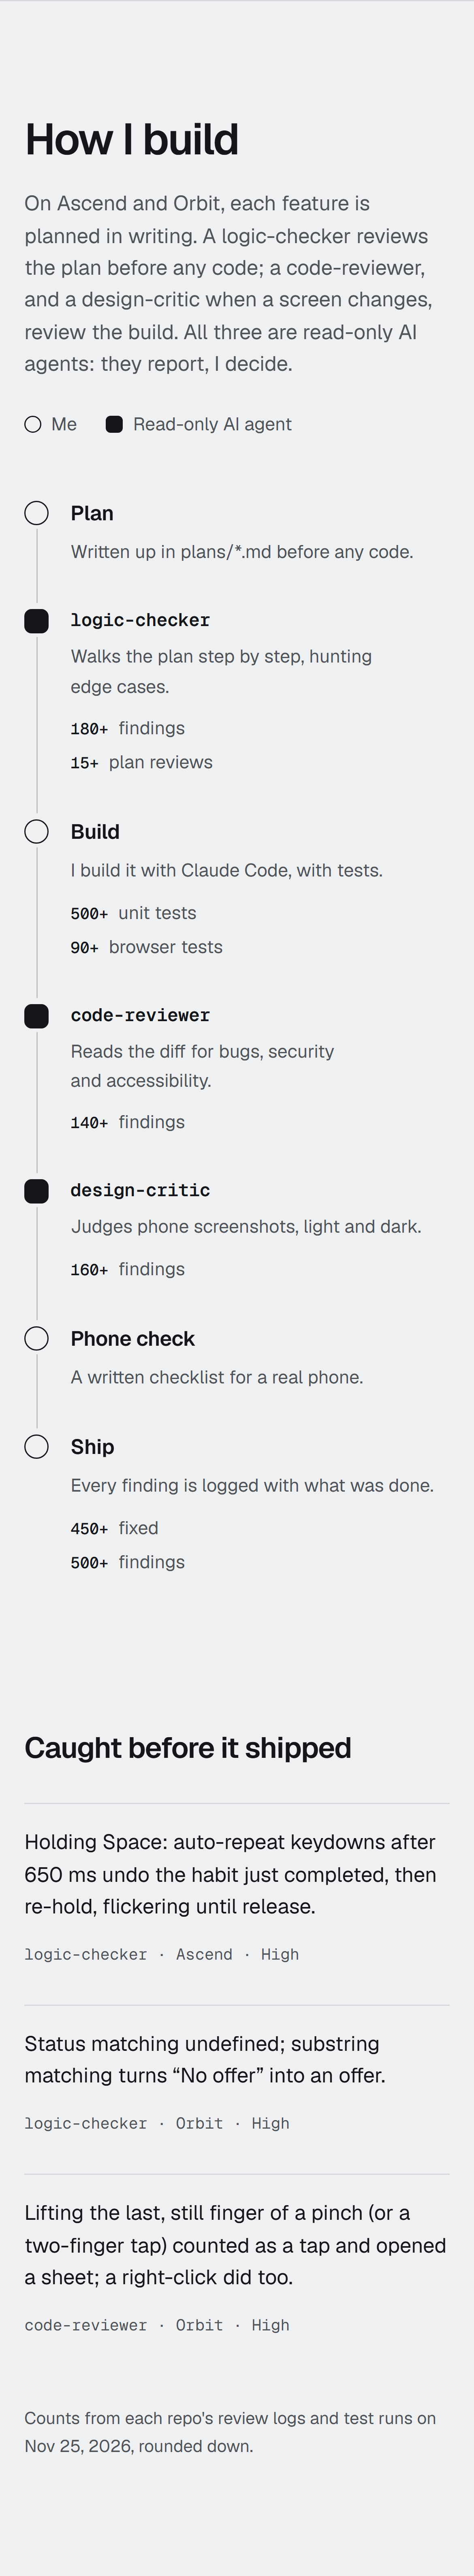 How I build
On Ascend and Orbit, each feature is
planned in writing. A logic-checker reviews
the plan before any code; a code-reviewer,
and a design-critic when a screen changes,
review the build. All three are read-only AI
agents: they report, I decide.
Me Read-only AI agent
Plan
Written up in plans/*.md before any code.
logic-checker
Walks the plan step by step, hunting
edge cases.
180+ findings
15+ plan reviews
Build
I build it with Claude Code, with tests.
500+ unit tests
90+ browser tests
code-reviewer
Reads the diff for bugs, security
and accessibility.
140+ findings
design-critic
Judges phone screenshots, light and dark.
160+ findings
Phone check
A written checklist for a real phone.
Ship
Every finding is logged with what was done.
450+ fixed
500+ findings
Caught before it shipped
Holding Space: auto-repeat keydowns after
650 ms undo the habit just completed, then
re-hold, flickering until release.
logic-checker · Ascend · High
Status matching undefined; substring
matching turns “No offer” into an offer.
logic-checker · Orbit · High
Lifting the last, still finger of a pinch (or a
two-finger tap) counted as a tap and opened
a sheet; a right-click did too.
code-reviewer · Orbit · High
Counts from each repo's review logs and test runs on
Nov 25, 2026, rounded down.